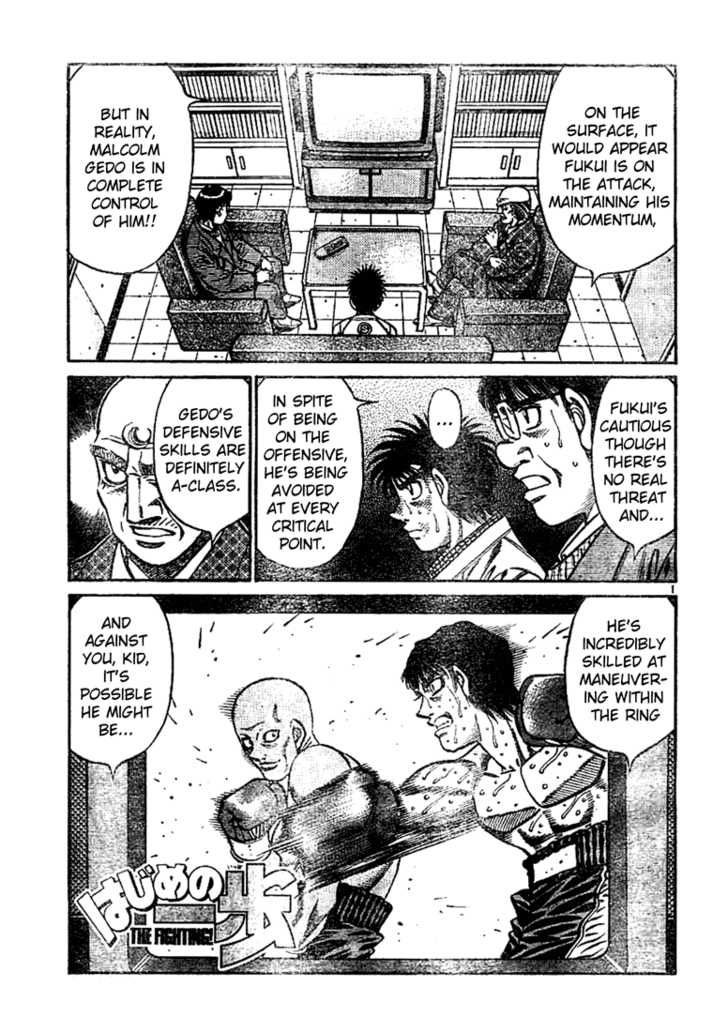 ON THE
SURFACE, IT
WOULD APPEAR
FUKUI IS ON
THE ATTACK,
MAINTAINING HIS
MOMENTUM,
BUT IN
REALITY,
MALCOLM
GEDO IS IN
COMPLETE
CONTROL
OF HIM!!
FUKUI'S
CAUTIOUS
THOUGH
THERE'S
NO REAL
THREAT
AND...
...
IN SPITE
OF BEING
ON THE
OFFENSIVE,
HE'S BEING
AVOIDED
AT EVERY
CRITICAL
POINT.
GEDO'S
DEFENSIVE
SKILLS ARE
DEFINITELY
A-CLASS.
1
HE'S
INCREDIBLY
SKILLED AT
MANEUVER-
ING WITHIN
THE RING
AND
AGAINST
YOU, KID,
IT'S
POSSIBLE
HE MIGHT
BE...
はじめの
一歩
THE FIGHTING!